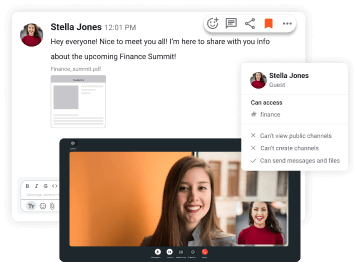 Stella Jones 12:01 PM
Hey everyone! Nice to meet you all! I'm here to share with you info
about the upcoming Finance Summit!
Finance_summit.pdf
Stella Jones
Guest
Can access
# finance
Can't view public channels
Can't create channels
Can send messages and files
B I S <>
Tr